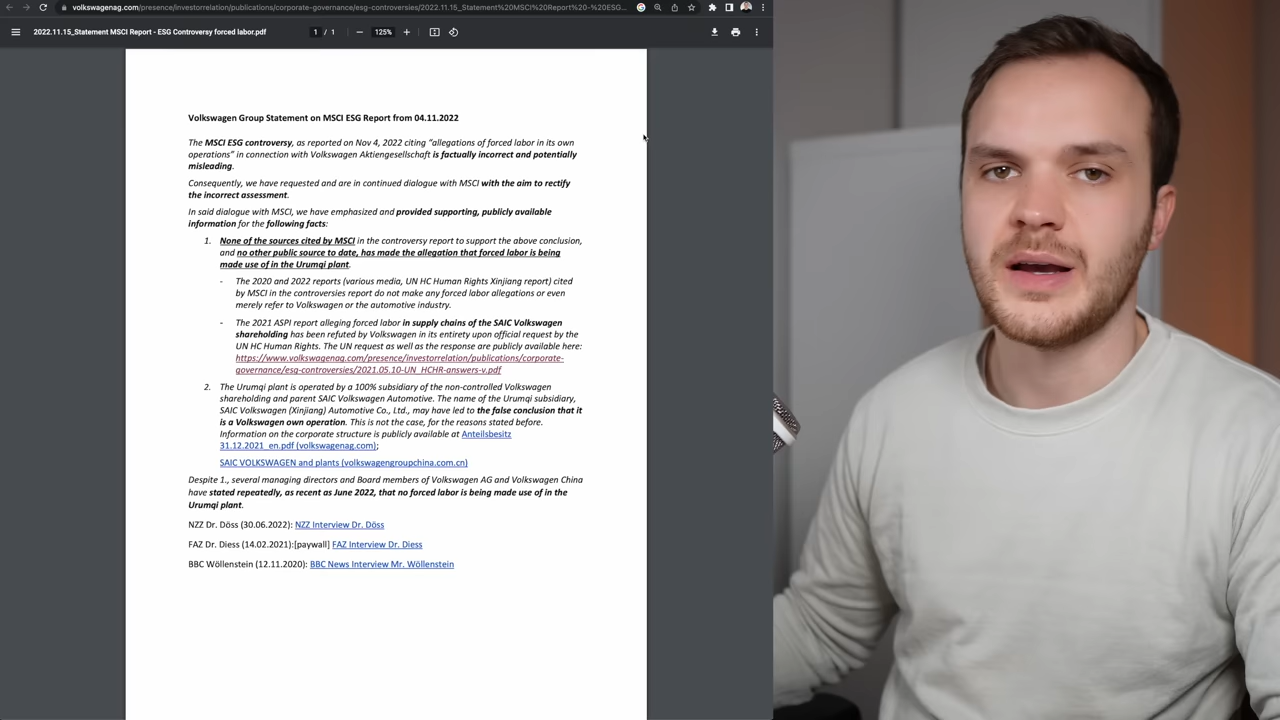 volkswagenag.com/presence/investorrelation/publications/corporate-governance/esg-controversies/2022.11.15_Statement%20MSCI%20Report%20-%20ESG...
2022.11.15_Statement MSCI Report - ESG Controversy forced labor.pdf
1 / 1
125%
Volkswagen Group Statement on MSCI ESG Report from 04.11.2022
The MSCI ESG controversy, as reported on Nov 4, 2022 citing "allegations of forced labor in its own
operations" in connection with Volkswagen Aktiengesellschaft is factually incorrect and potentially
misleading.
Consequently, we have requested and are in continued dialogue with MSCI with the aim to rectify
the incorrect assessment.
In said dialogue with MSCI, we have emphasized and provided supporting, publicly available
information for the following facts:
1. None of the sources cited by MSCI in the controversy report to support the above conclusion,
and no other public source to date, has made the allegation that forced labor is being
made use of in the Urumqi plant.
- The 2020 and 2022 reports (various media, UN HC Human Rights Xinjiang report) cited
by MSCI in the controversies report do not make any forced labor allegations or even
merely refer to Volkswagen or the automotive industry.
- The 2021 ASPI report alleging forced labor in supply chains of the SAIC Volkswagen
shareholding has been refuted by Volkswagen in its entirety upon official request by the
UN HC Human Rights. The UN request as well as the response are publicly available here:
https://www.volkswagenag.com/presence/investorrelation/publications/corporate-
governance/esg-controversies/2021.05.10-UN_HCHR-answers-v.pdf
2. The Urumqi plant is operated by a 100% subsidiary of the non-controlled Volkswagen
shareholding and parent SAIC Volkswagen Automotive. The name of the Urumqi subsidiary,
SAIC Volkswagen (Xinjiang) Automotive Co., Ltd., may have led to the false conclusion that it
is a Volkswagen own operation. This is not the case, for the reasons stated before.
Information on the corporate structure is publicly available at Anteilsbesitz
31.12.2021_en.pdf (volkswagenag.com);
SAIC VOLKSWAGEN and plants (volkswagengroupchina.com.cn)
Despite 1., several managing directors and Board members of Volkswagen AG and Volkswagen China
have stated repeatedly, as recent as June 2022, that no forced labor is being made use of in the
Urumqi plant.
NZZ Dr. Döss (30.06.2022): NZZ Interview Dr. Döss
FAZ Dr. Diess (14.02.2021):[paywall] FAZ Interview Dr. Diess
BBC Wöllenstein (12.11.2020): BBC News Interview Mr. Wöllenstein